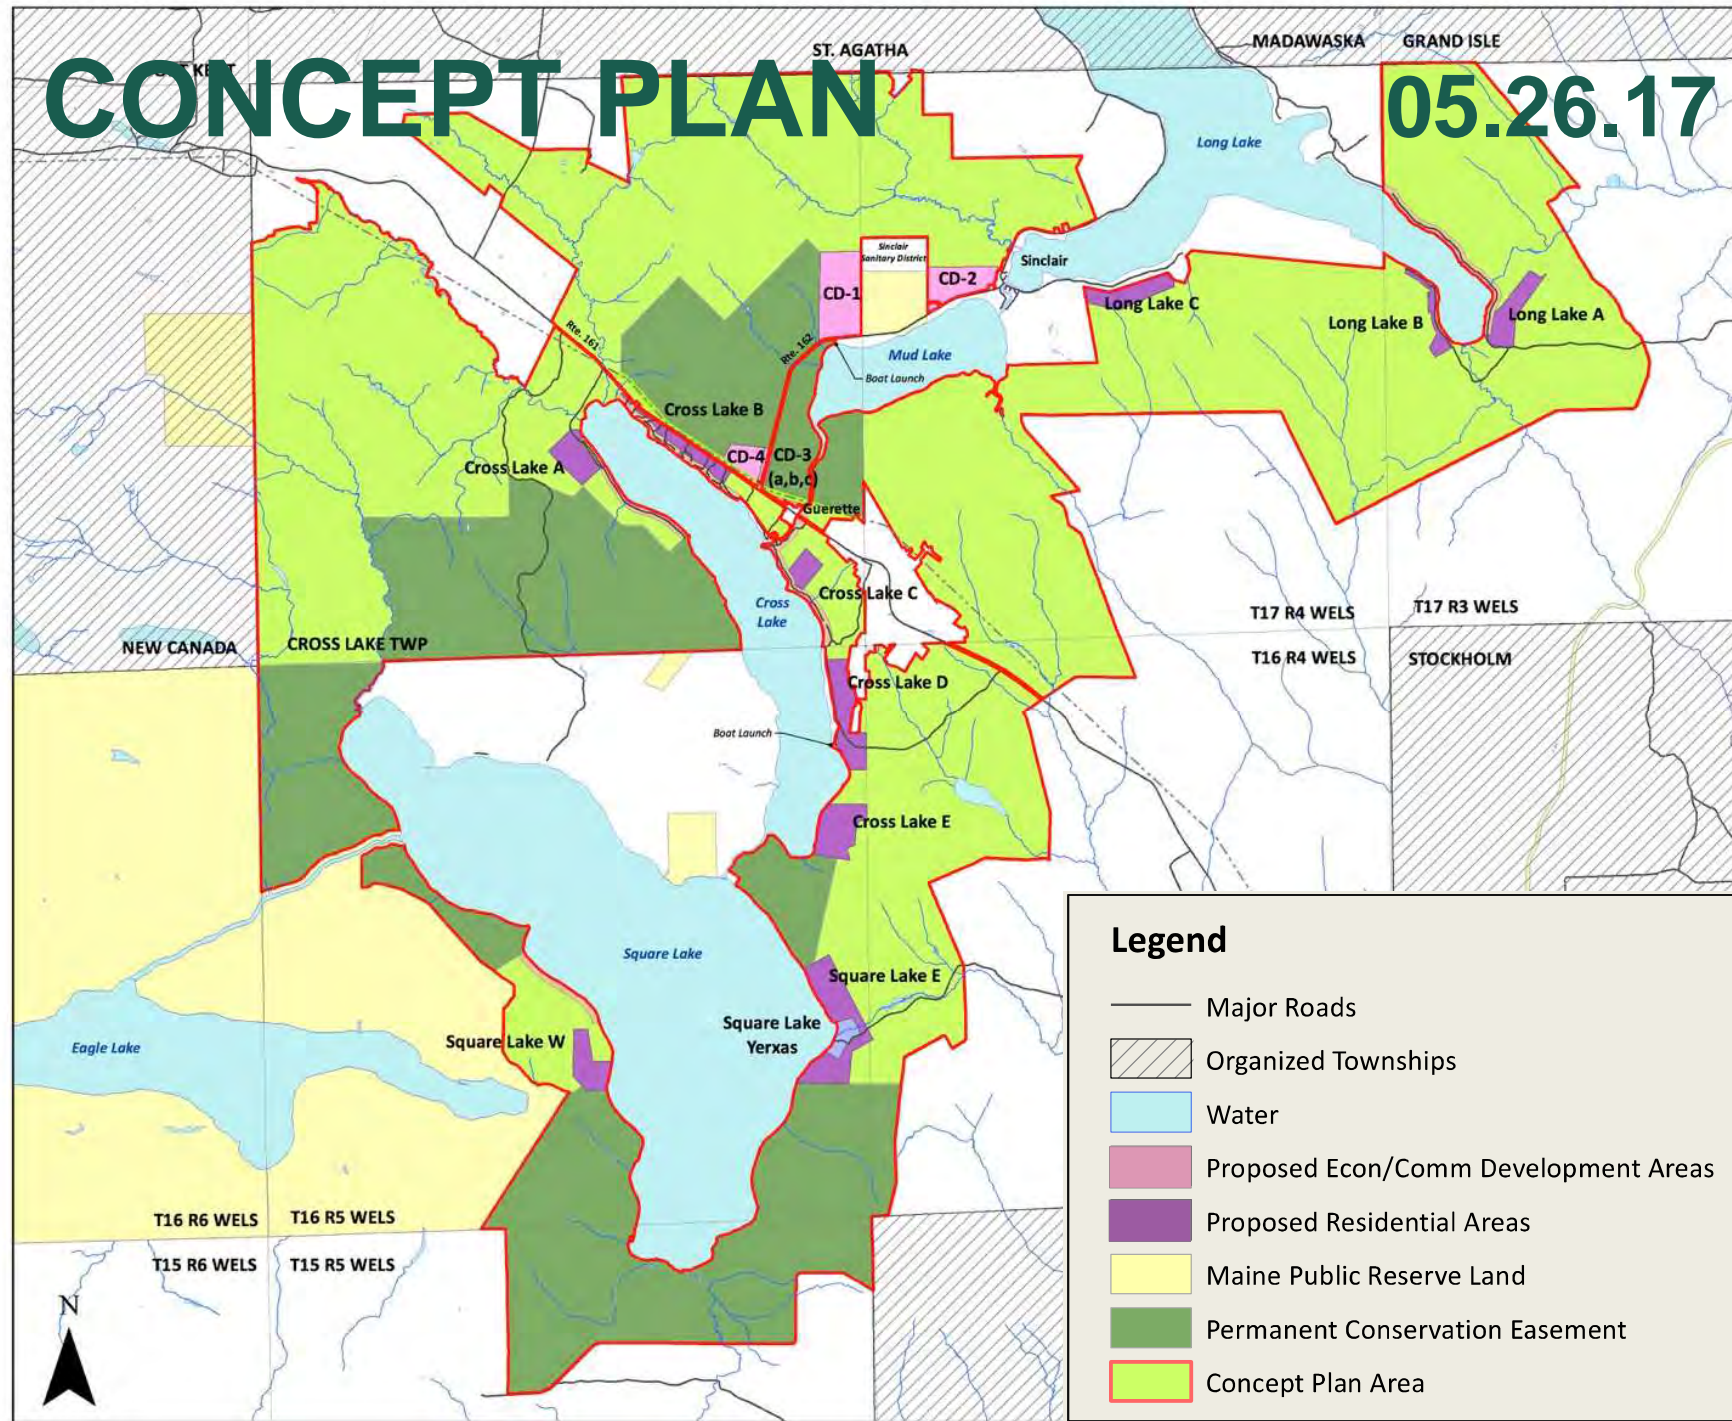 CONCEPT PLAN
05.26.17
ST. AGATHA
MADAWASKA
GRAND ISLE
Long Lake
Sinclair
Sanitary District
Sinclair
CD-1
CD-2
Long Lake C
Long Lake B
Long Lake A
Rte. 161
Rte. 162
Mud Lake
Boat Launch
Cross Lake B
Cross Lake A
CD-4
CD-3
(a,b,c)
Guerette
Cross Lake C
Cross
Lake
T17 R4 WELS
T17 R3 WELS
NEW CANADA
CROSS LAKE TWP
T16 R4 WELS
STOCKHOLM
Cross Lake D
Boat Launch
Cross Lake E
Square Lake
Square Lake E
Square Lake
Yerxas
Square Lake W
Eagle Lake
T16 R6 WELS
T16 R5 WELS
T15 R6 WELS
T15 R5 WELS
N
Legend
Major Roads
Organized Townships
Water
Proposed Econ/Comm Development Areas
Proposed Residential Areas
Maine Public Reserve Land
Permanent Conservation Easement
Concept Plan Area